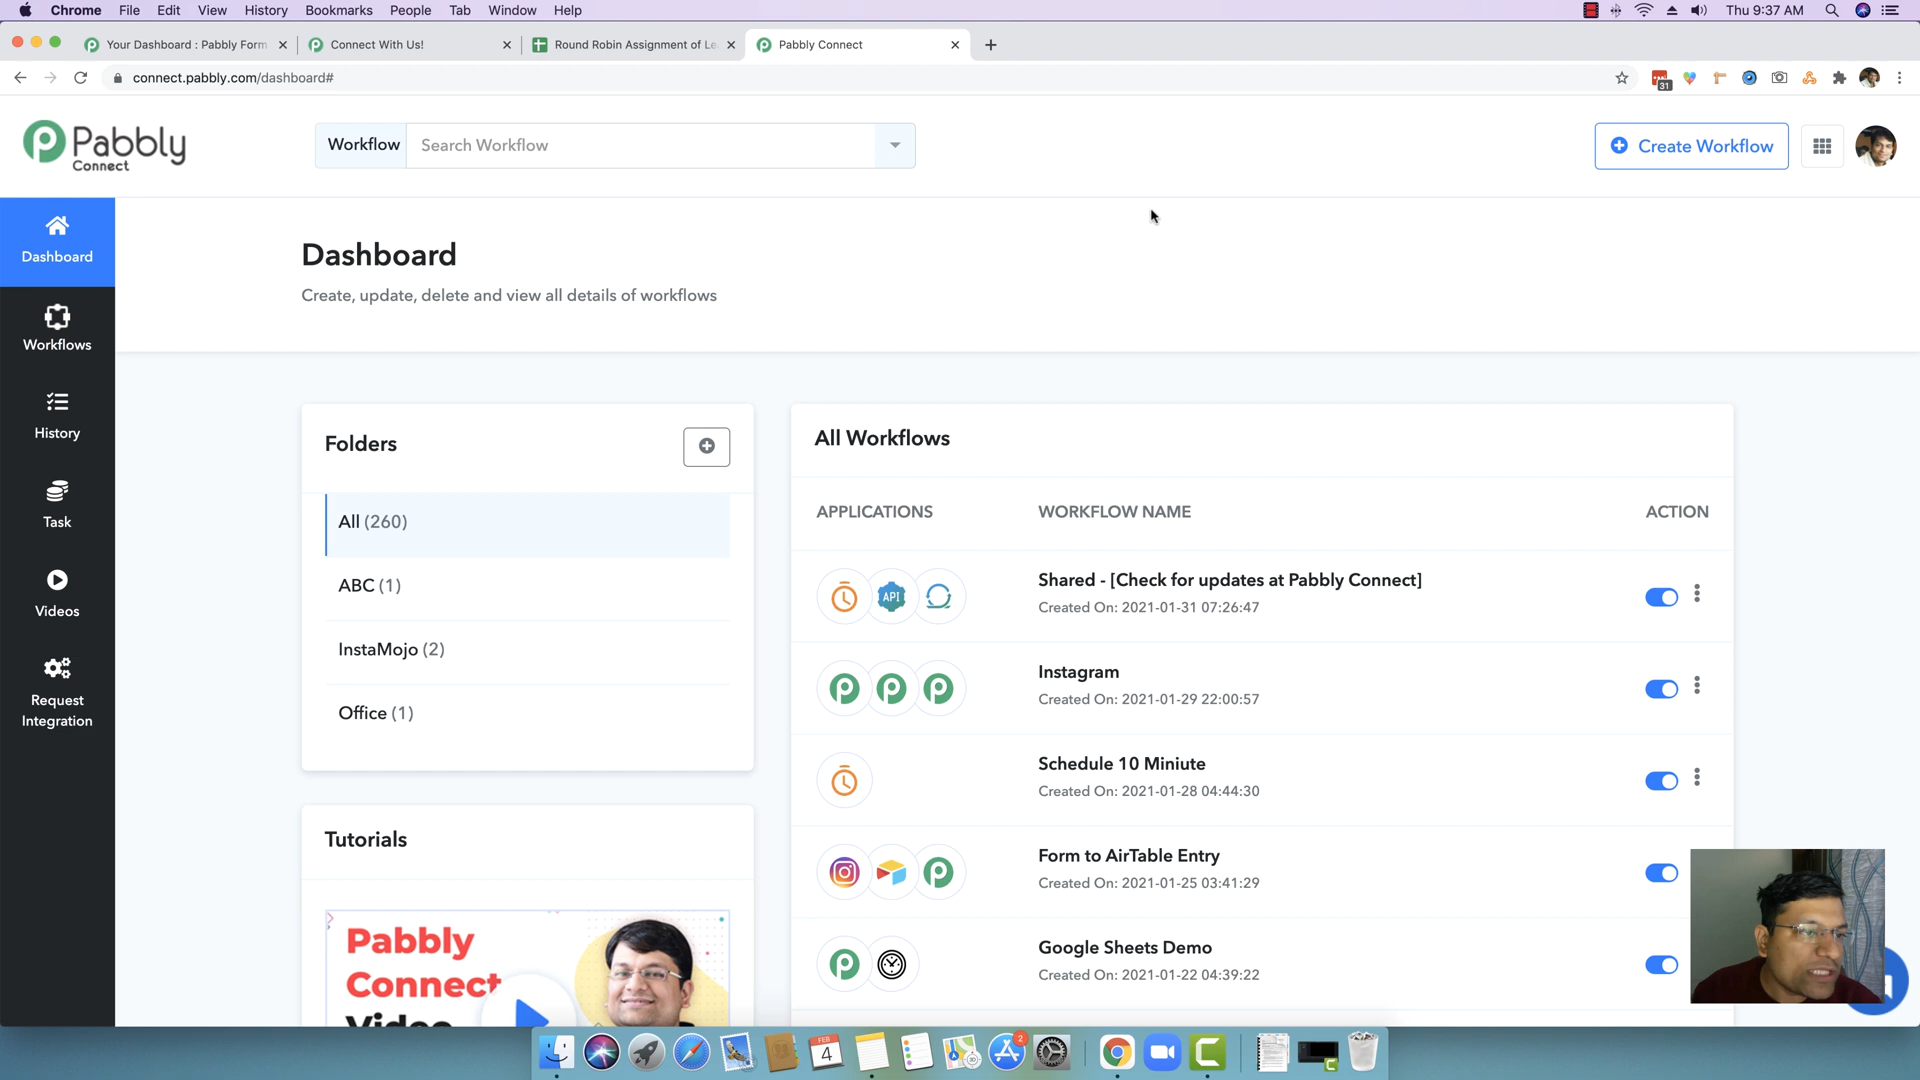 Chrome File Edit View History Bookmarks People Tab Window Help
Thu 9:37 AM
Your Dashboard : Pabbly Form
Connect With Us!
Round Robin Assignment of Le
Pabbly Connect
connect.pabbly.com/dashboard#
31
Pabbly
Connect
Workflow
Search Workflow
Create Workflow
Dashboard
Workflows
History
Task
Videos
Request
Integration
Dashboard
Create, update, delete and view all details of workflows
Folders
All (260)
ABC (1)
InstaMojo (2)
Office (1)
Tutorials
Pabbly
Connect
Video
All Workflows
APPLICATIONS WORKFLOW NAME ACTION
API
Shared - [Check for updates at Pabbly Connect]
Created On: 2021-01-31 07:26:47
Instagram
Created On: 2021-01-29 22:00:57
Schedule 10 Miniute
Created On: 2021-01-28 04:44:30
Form to AirTable Entry
Created On: 2021-01-25 03:41:29
Google Sheets Demo
Created On: 2021-01-22 04:39:22
FEB
4
3D
2